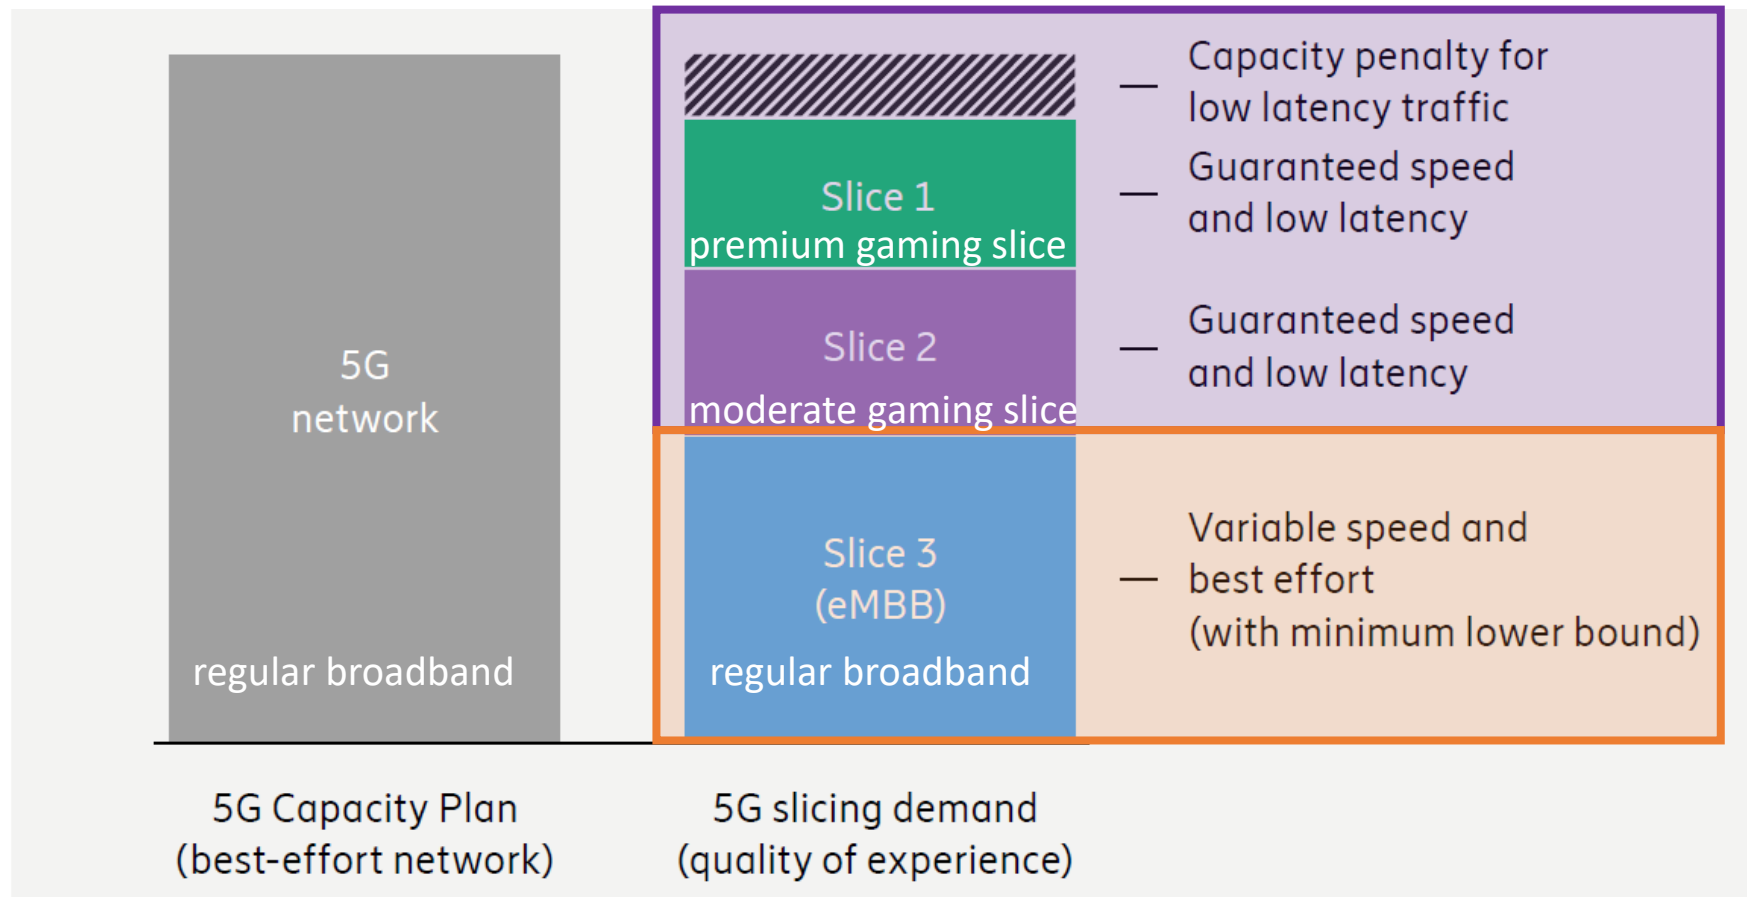 5G
network
regular broadband
Slice 1
premium gaming slice
Slice 2
moderate gaming slice
Slice 3
(eMBB)
regular broadband
Capacity penalty for
low latency traffic
Guaranteed speed
and low latency
Guaranteed speed
and low latency
Variable speed and
best effort
(with minimum lower bound)
5G Capacity Plan
(best-effort network)
5G slicing demand
(quality of experience)